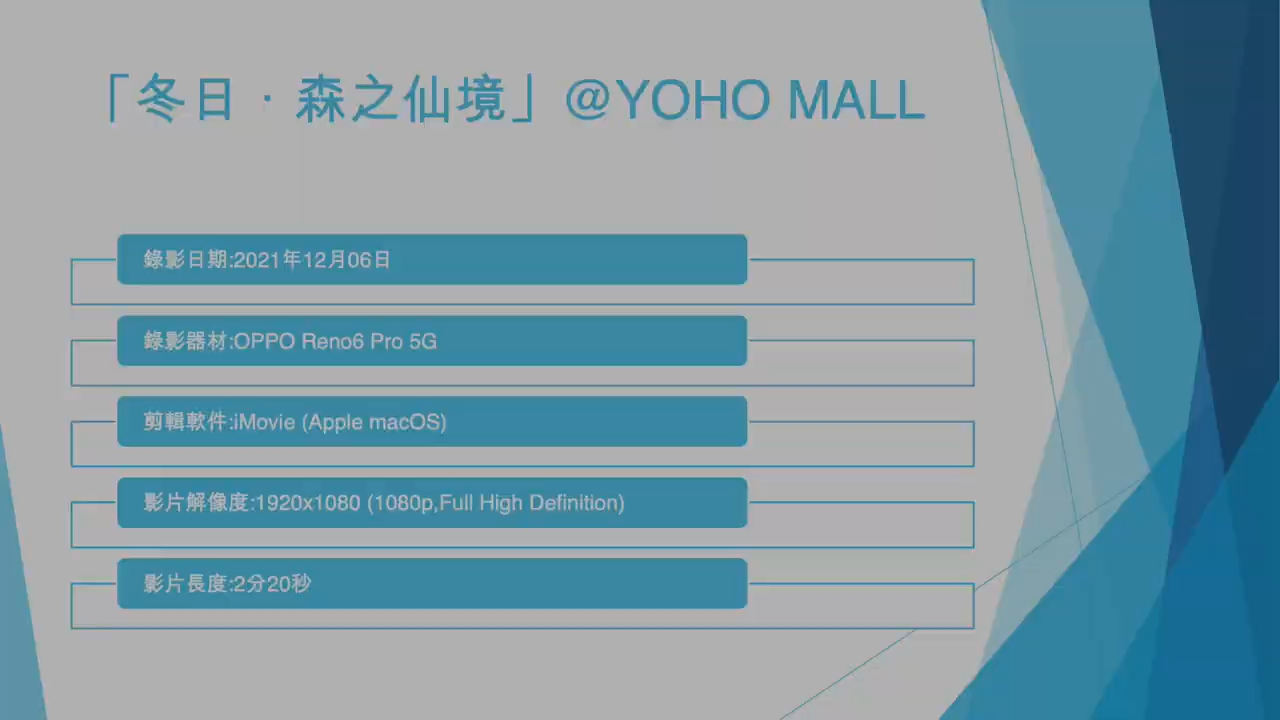 「冬日‧森之仙境」@YOHO MALL
錄影日期:2021年12月06日
錄影器材:OPPO Reno6 Pro 5G
剪輯軟件:iMovie (Apple macOS)
影片解像度:1920x1080 (1080p,Full High Definition)
影片長度:2分20秒